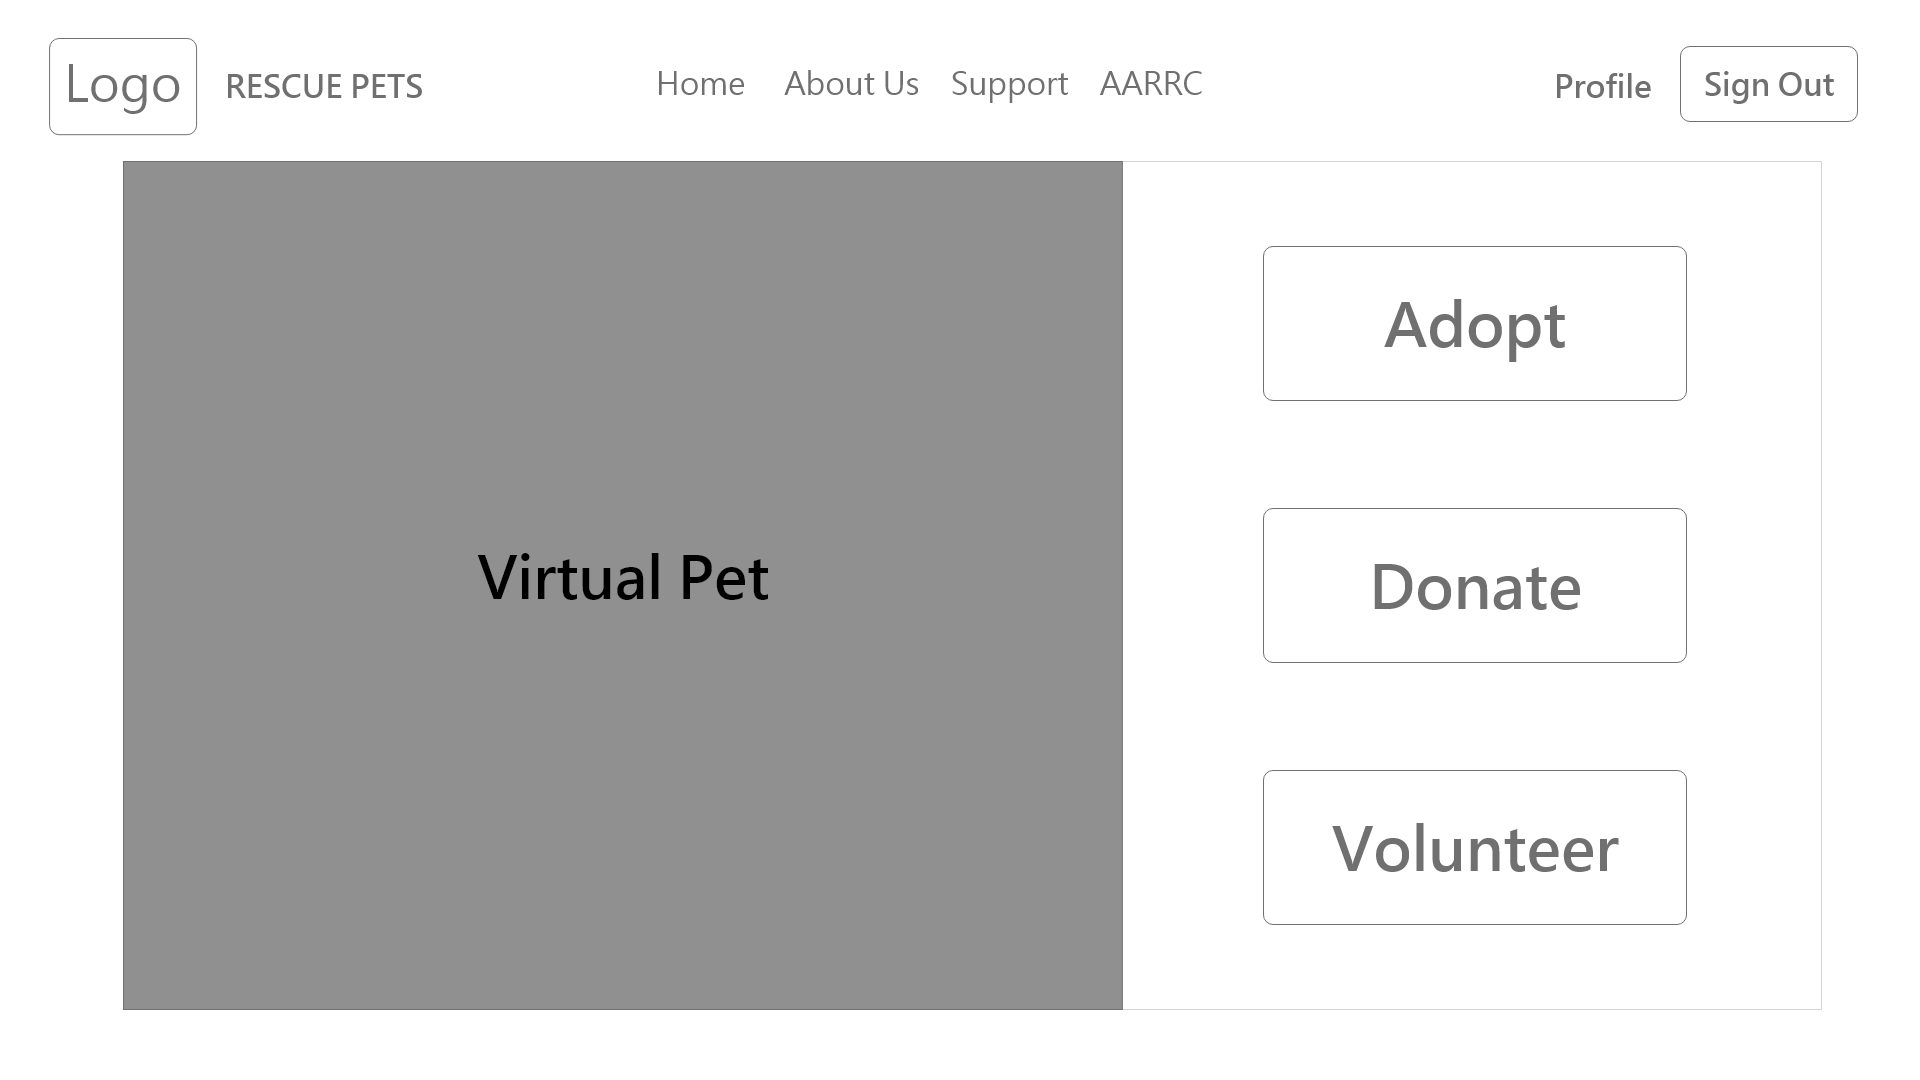 Logo
RESCUE PETS
Home
About Us
Support
AARRC
Profile
Sign Out
Virtual Pet
Adopt
Donate
Volunteer